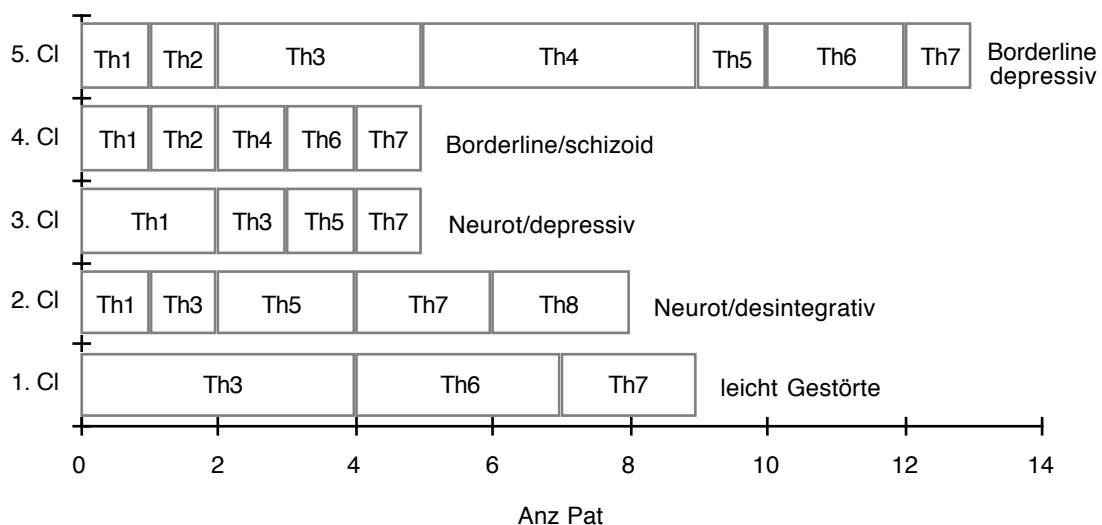 5. Cl Th1 Th2 Th3 Th4 Th5 Th6 Th7 Borderline
depressiv
4. Cl Th1 Th2 Th4 Th6 Th7 Borderline/schizoid
3. Cl Th1 Th3 Th5 Th7 Neurot/depressiv
2. Cl Th1 Th3 Th5 Th7 Th8 Neurot/desintegrativ
1. Cl Th3 Th6 Th7 leicht Gestörte
0 2 4 6 8 10 12 14
Anz Pat